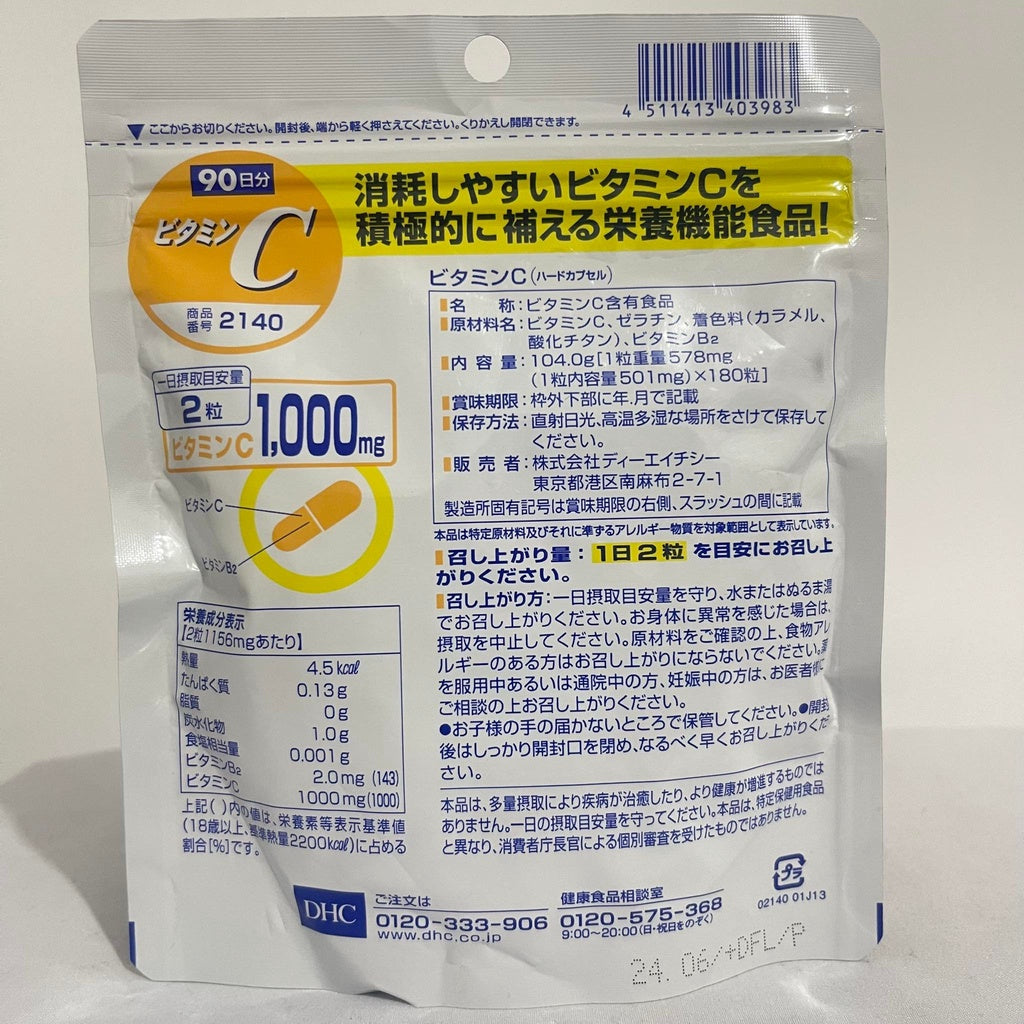 4 511413 403983
▼ここからお切りください。開封後、端から軽く押さえてください。くりかえし開閉できます。
90日分
ビタミンC
商品番号 2140
消耗しやすいビタミンCを
積極的に補える栄養機能食品!
一日摂取目安量
2粒
ビタミンC 1,000mg
ビタミンC
ビタミンB2
栄養成分表示
[2粒1156mgあたり]
熱量 4.5kcal
たんぱく質 0.13g
脂質 0g
炭水化物 1.0g
食塩相当量 0.001g
ビタミンB2 2.0mg (143)
ビタミンC 1000mg(1000)
上記( )内の値は、栄養素等表示基準値
(18歳以上、基準熱量2200kcal)に占める
割合[%]です。
ビタミンC(ハードカプセル)
名称:ビタミンC含有食品
原材料名:ビタミンC、ゼラチン、着色料(カラメル、
酸化チタン)、ビタミンB2
内容量:104.0g[1粒重量578mg
(1粒内容量501mg)×180粒]
賞味期限:枠外下部に年.月で記載
保存方法:直射日光、高温多湿な場所をさけて保存して
ください。
販売者:株式会社ディーエイチシー
東京都港区南麻布2-7-1
製造所固有記号は賞味期限の右側、スラッシュの間に記載
本品は特定原材料及びそれに準ずるアレルギー物質を対象範囲として表示しています。
召し上がり量:1日2粒を目安にお召し上
がりください。
召し上がり方:一日摂取目安量を守り、水またはぬるま湯
でお召し上がりください。お身体に異常を感じた場合は、
摂取を中止してください。原材料をご確認の上、食物アレ
ルギーのある方はお召し上がりにならないでください。薬
を服用中あるいは通院中の方、妊娠中の方は、お医者様に
ご相談の上お召し上がりください。
●お子様の手の届かないところで保管してください。●開封
後はしっかり開封口を閉め、なるべく早くお召し上がりくだ
さい。
本品は、多量摂取により疾病が治癒したり、より健康が増進するものでは
ありません。一日の摂取目安量を守ってください。本品は、特定保健用食品
と異なり、消費者庁長官による個別審査を受けたものではありません。
プラ
02140 01J13
DHC
ご注文は
0120-333-906
www.dhc.co.jp
健康食品相談室
0120-575-368
9:00～20:00(日・祝日をのぞく)
24. 06/+DFL/P